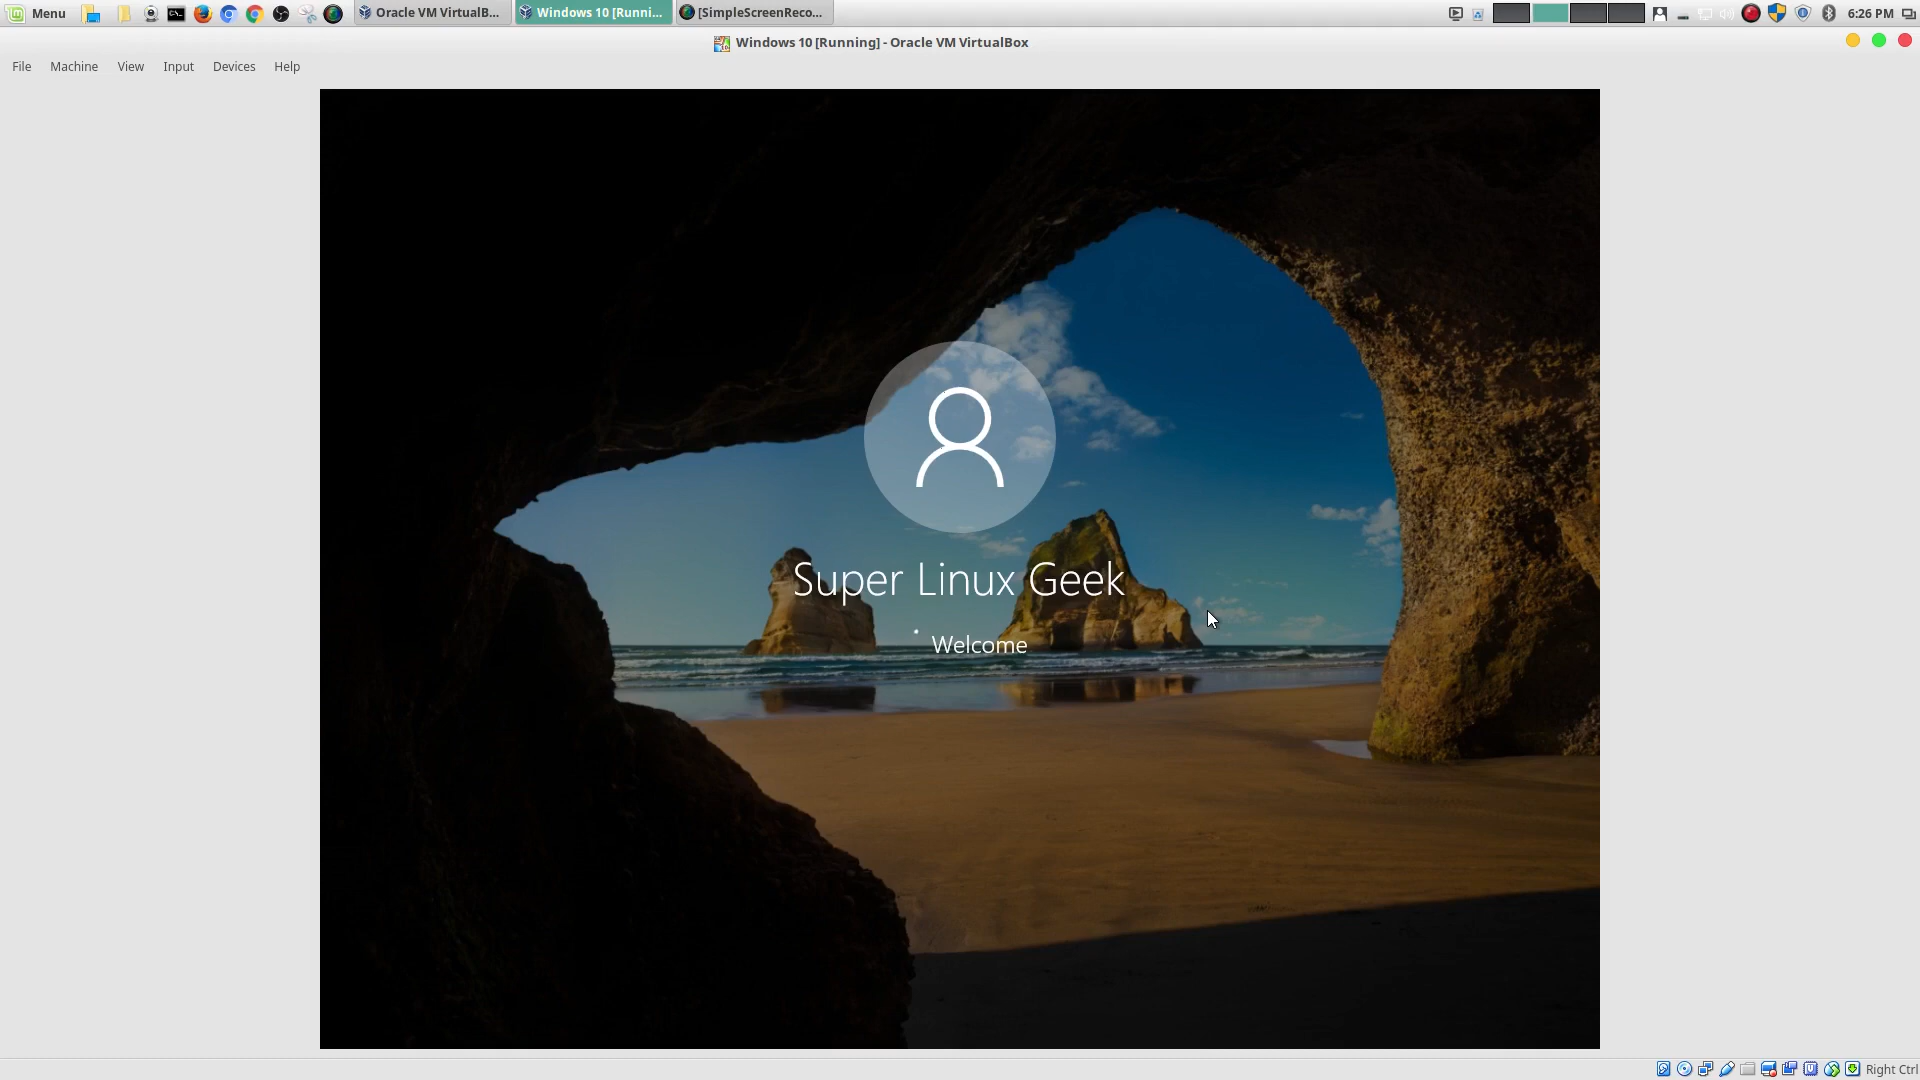 Menu
Oracle VM VirtualB...
Windows 10 [Runni...
[SimpleScreenReco...
6:26 PM
Windows 10 [Running] - Oracle VM VirtualBox
File Machine View Input Devices Help
Super Linux Geek
Welcome
Right Ctrl